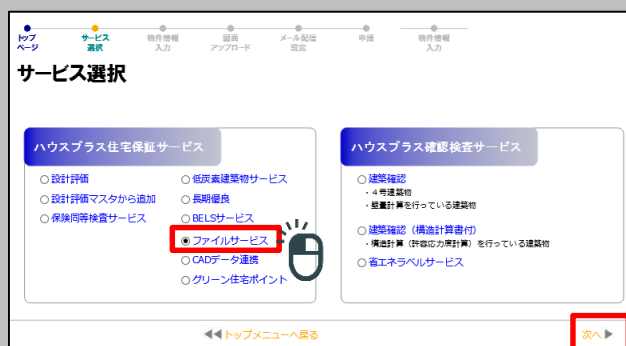 トップ
ページ
サービス
選択
物件情報
入力
図面
アップロード
メール配信
設定
申請
物件情報
入力
サービス選択
ハウスプラス住宅保証サービス
設計評価
設計評価マスタから追加
保険同等検査サービス
低炭素建築物サービス
長期優良
BELSサービス
ファイルサービス
CADデータ連携
グリーン住宅ポイント
ハウスプラス確認検査サービス
建築確認
・4号建築物
・壁量計算を行っている建築物
建築確認（構造計算書付）
・構造計算（許容応力度計算）を行っている建築物
省エネラベルサービス
◀◀トップメニューへ戻る
次へ▶